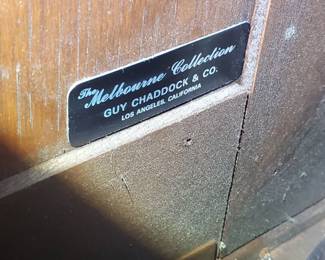 The Melbourne Collection
GUY CHADDOCK & CO.
LOS ANGELES, CALIFORNIA